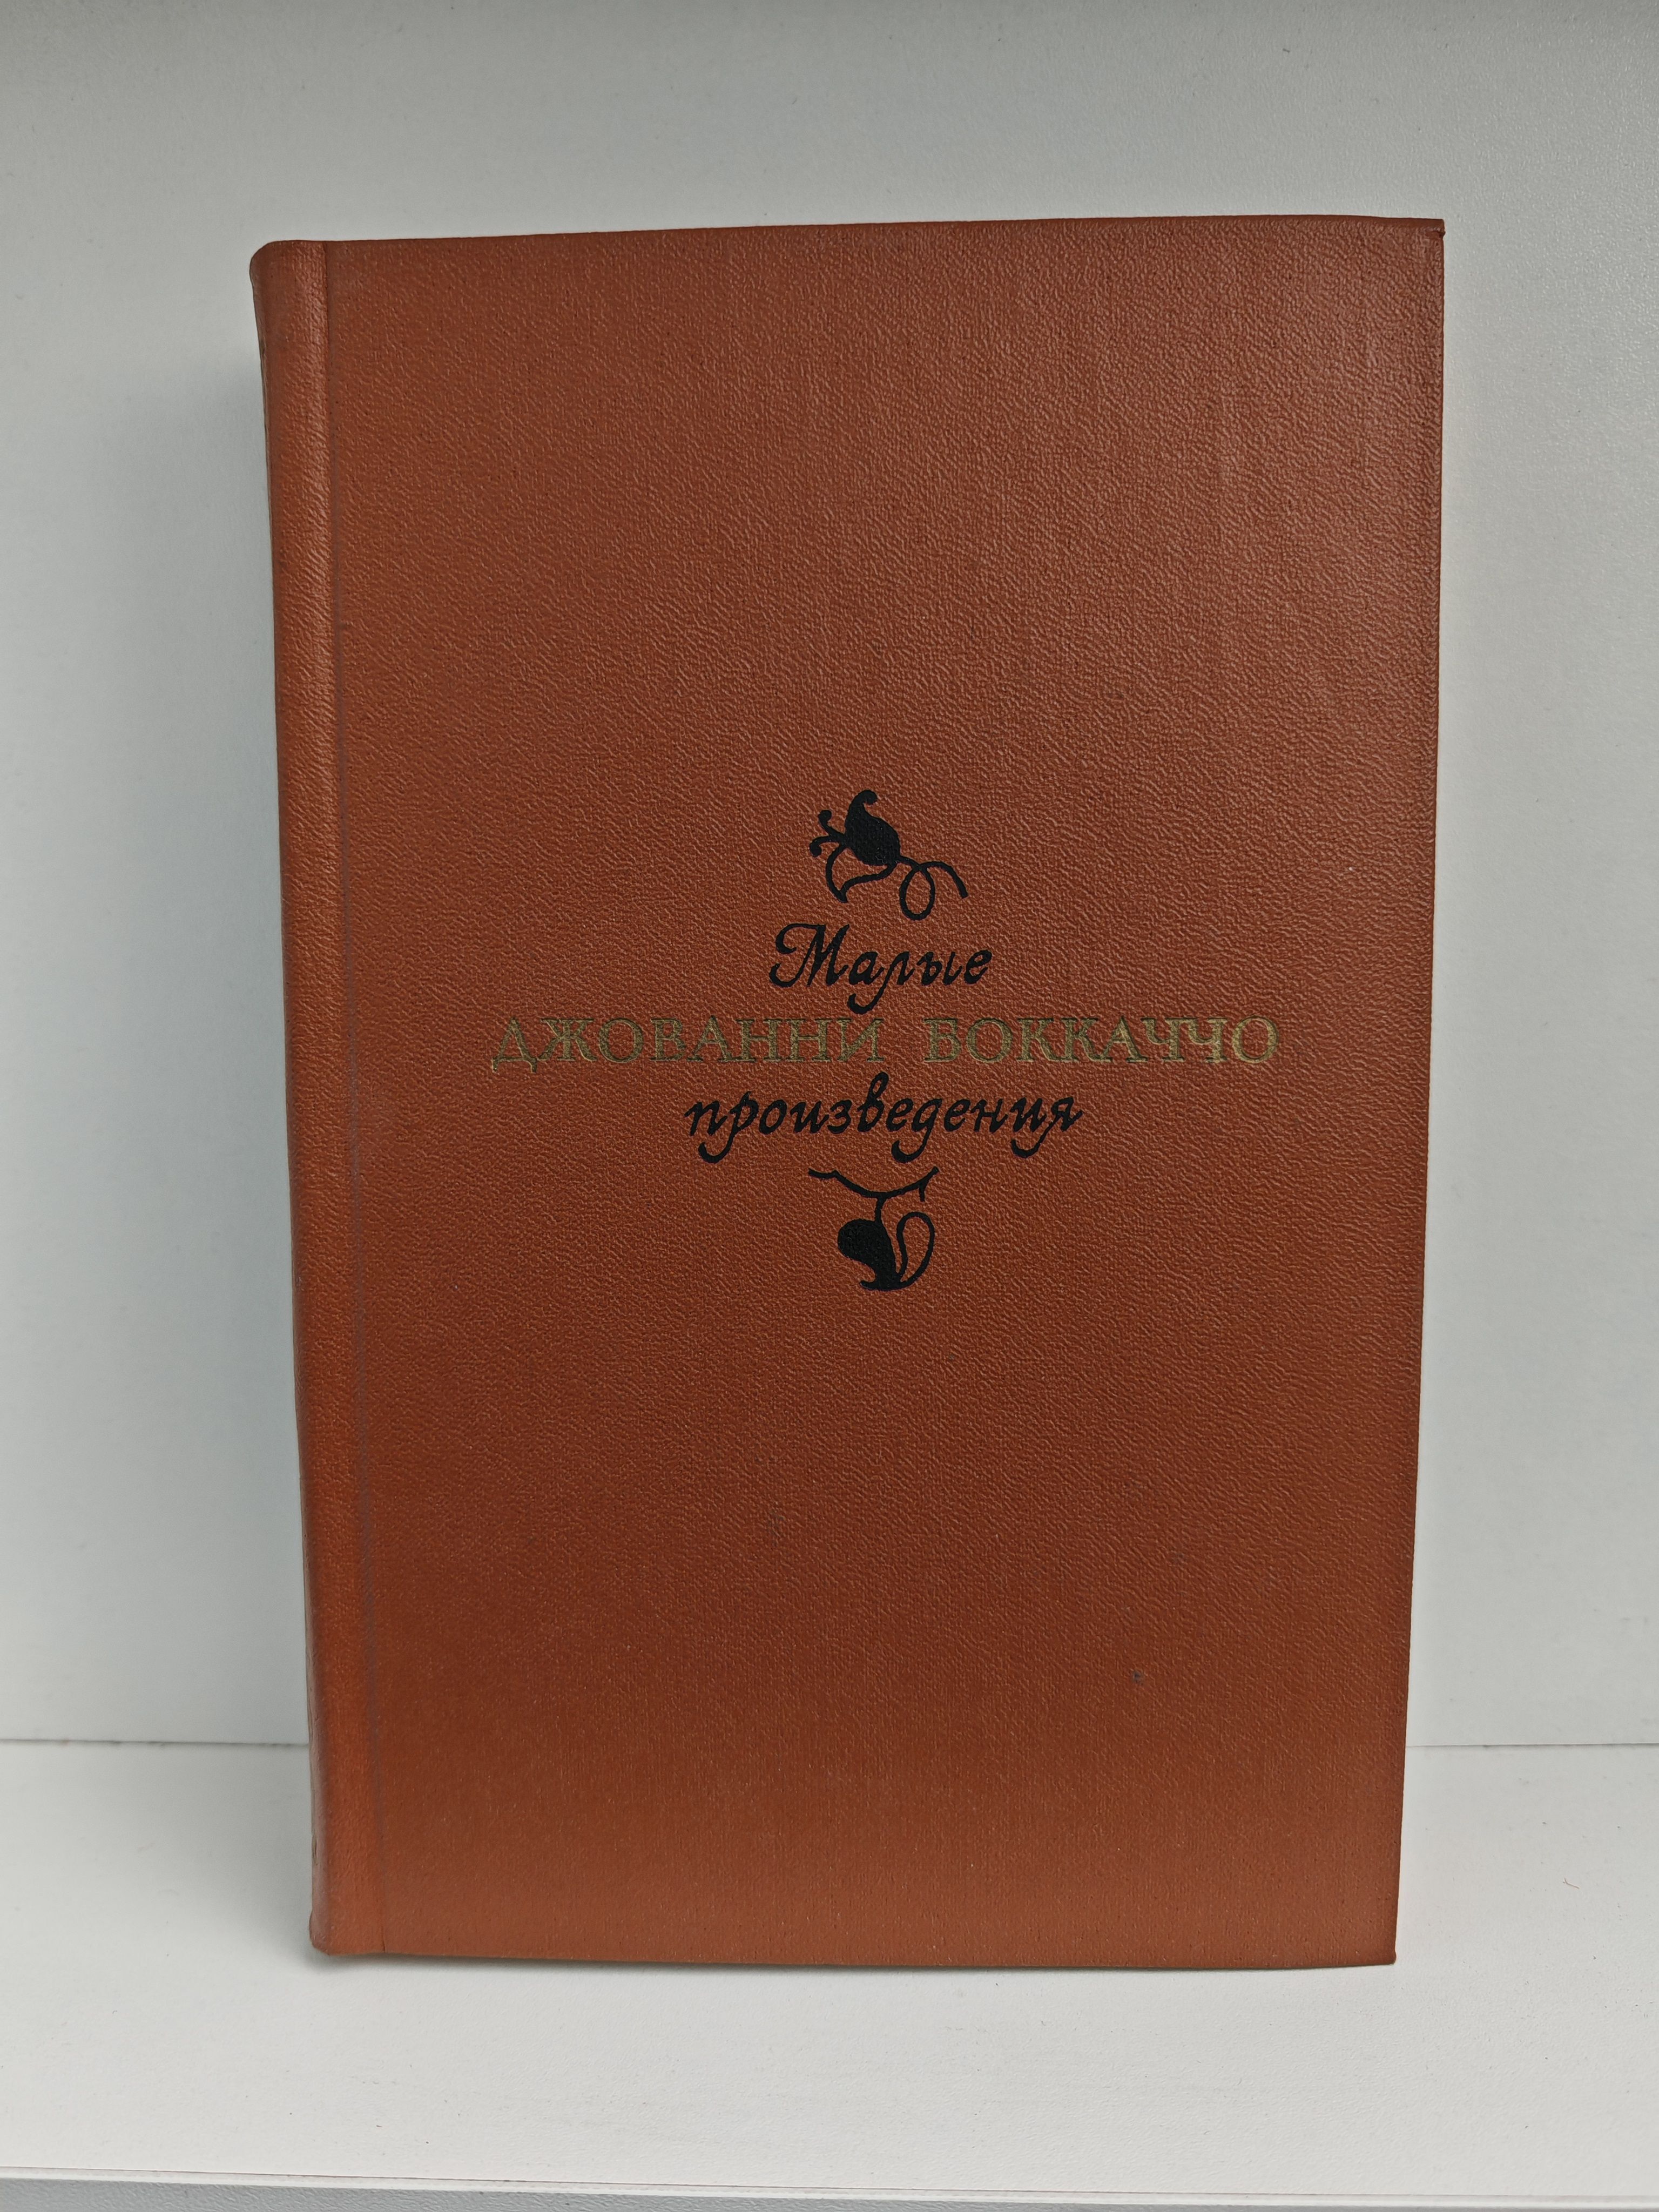 Малые
ДЖОВАННИ БОККАЧЧО
произведения